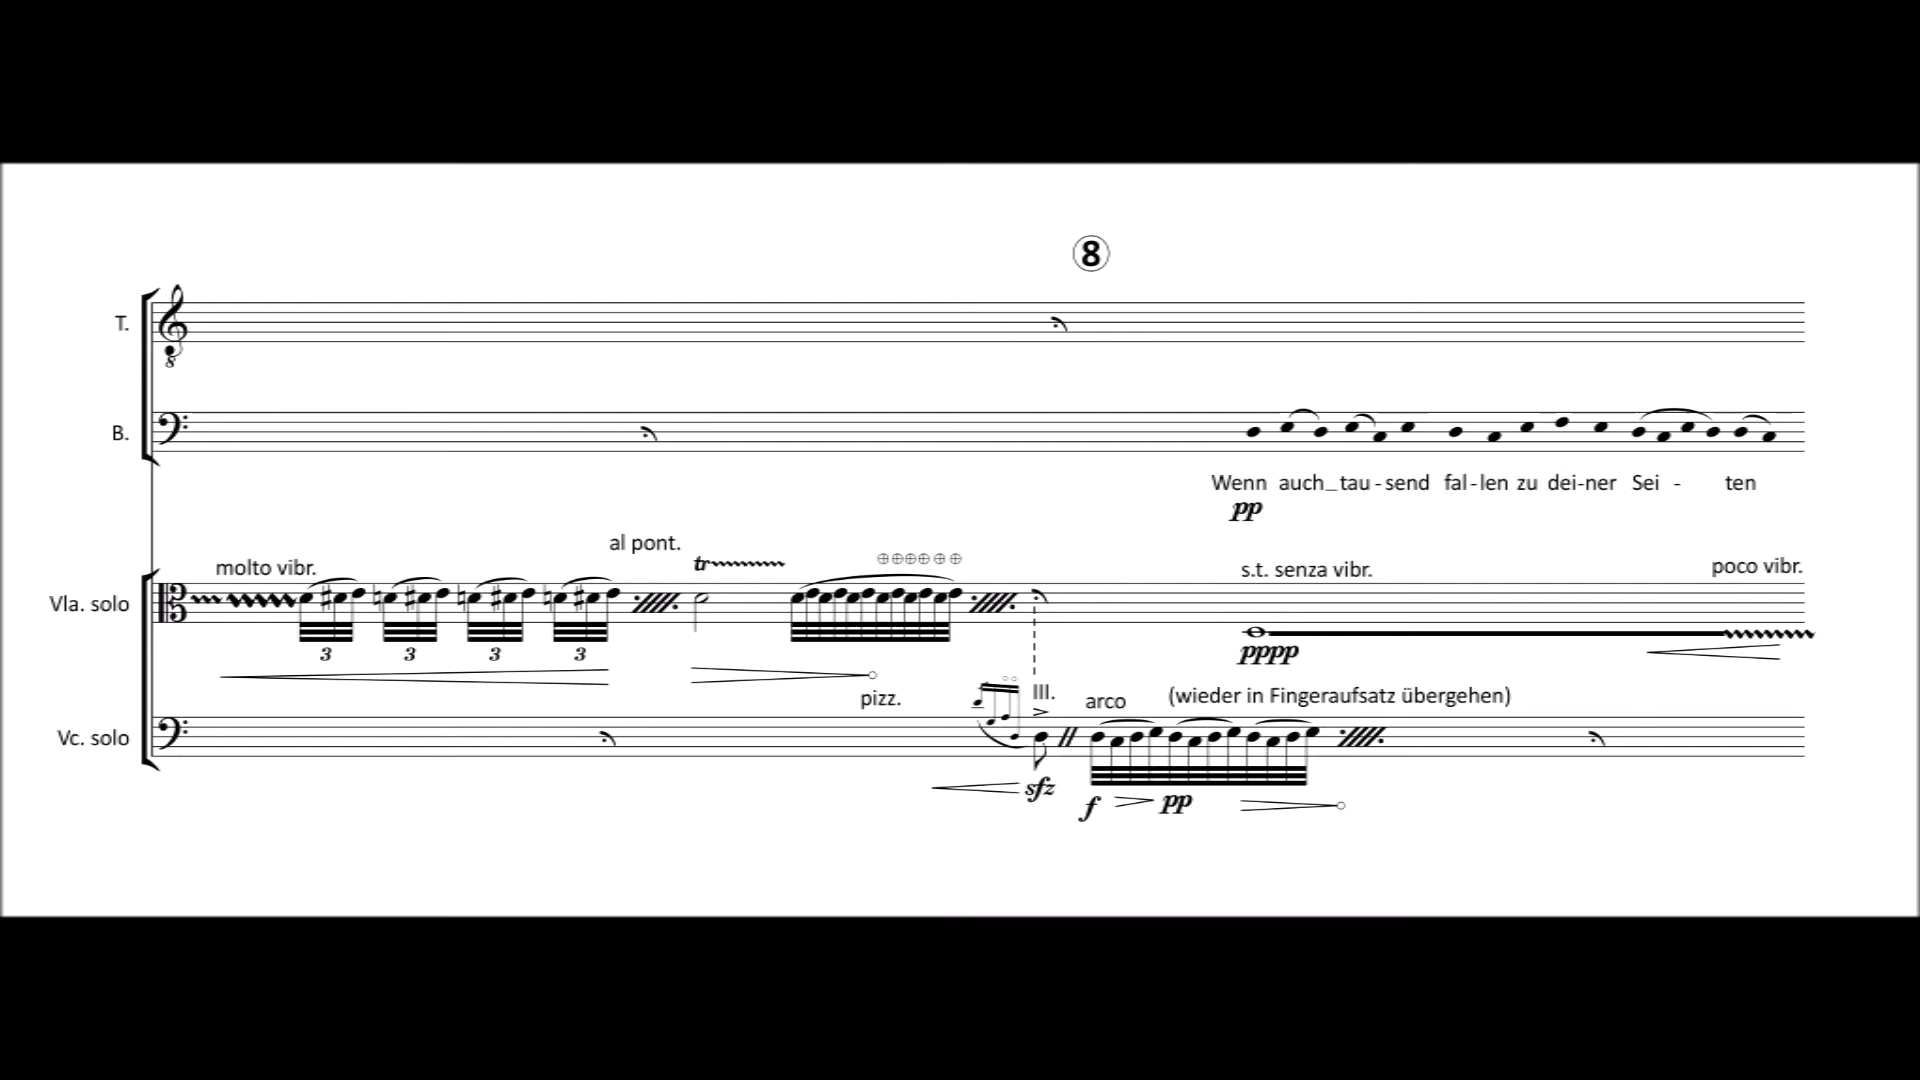 8
T.
8
B.
Wenn auch_tau-send fal-len zu dei-ner Sei - ten
pp
al pont.
molto vibr.
tr
s.t. senza vibr.
poco vibr.
Vla. solo
3 3 3 3
pppp
pizz.
III.
arco
(wieder in Fingeraufsatz übergehen)
Vc. solo
sfz
f
pp